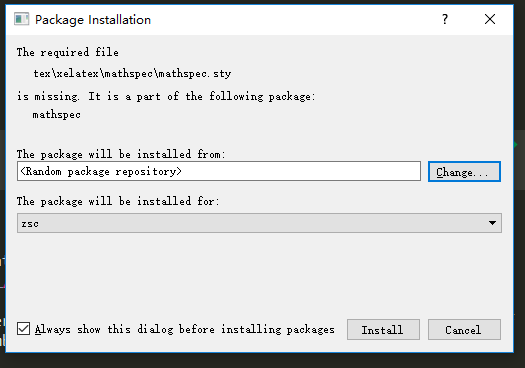 Package Installation
The required file
tex\xelatex\mathspec\mathspec.sty
is missing. It is a part of the following package:
mathspec
The package will be installed from:
<Random package repository>
Change...
The package will be installed for:
zsc
Always show this dialog before installing packages
Install
Cancel